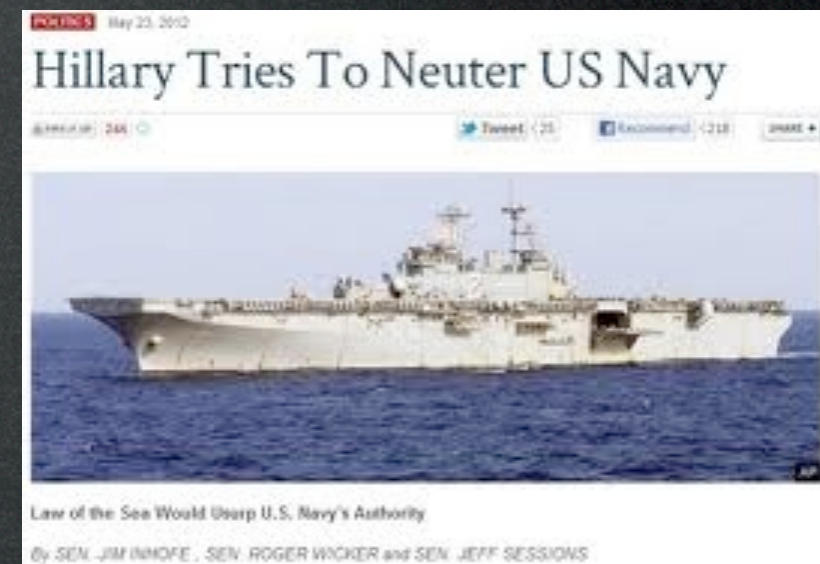 POLITICS May 23, 2012
Hillary Tries To Neuter US Navy
246 Tweet 25 Recommend 218 SHARE +
AP
Law of the Sea Would Usurp U.S. Navy's Authority
By SEN. JIM INHOFE , SEN. ROGER WICKER and SEN. JEFF SESSIONS